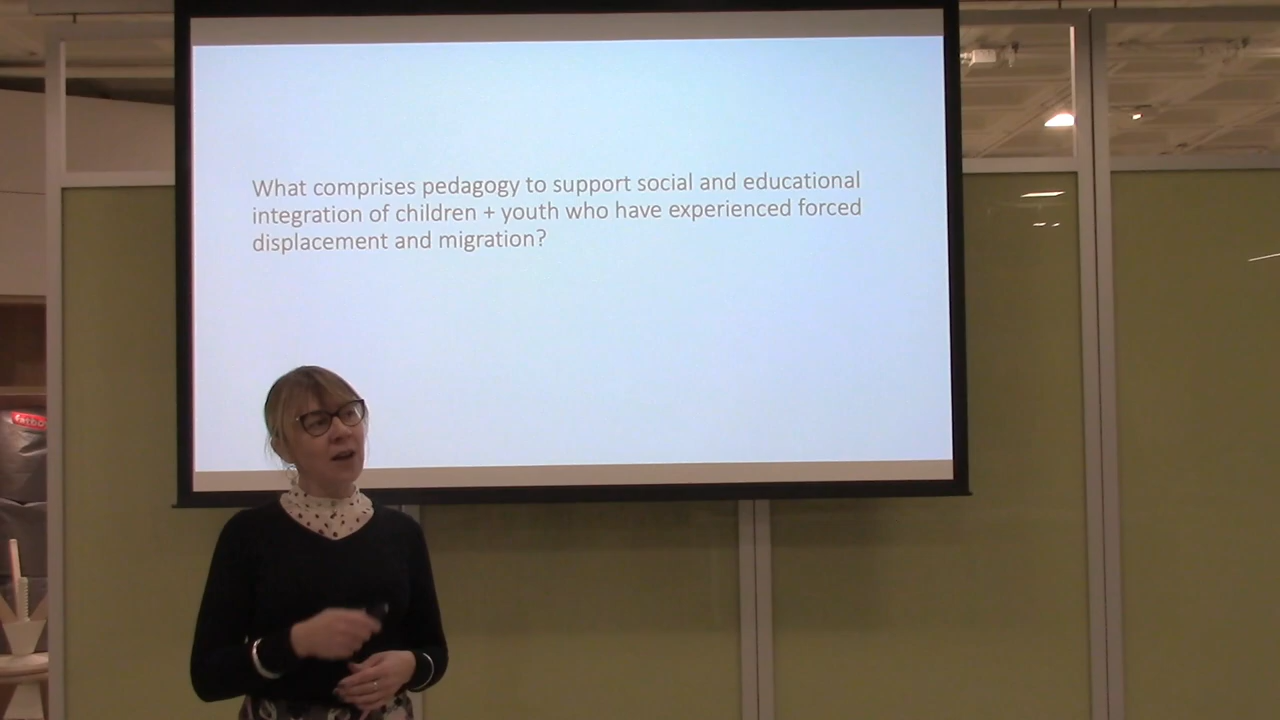 What comprises pedagogy to support social and educational
integration of children + youth who have experienced forced
displacement and migration?